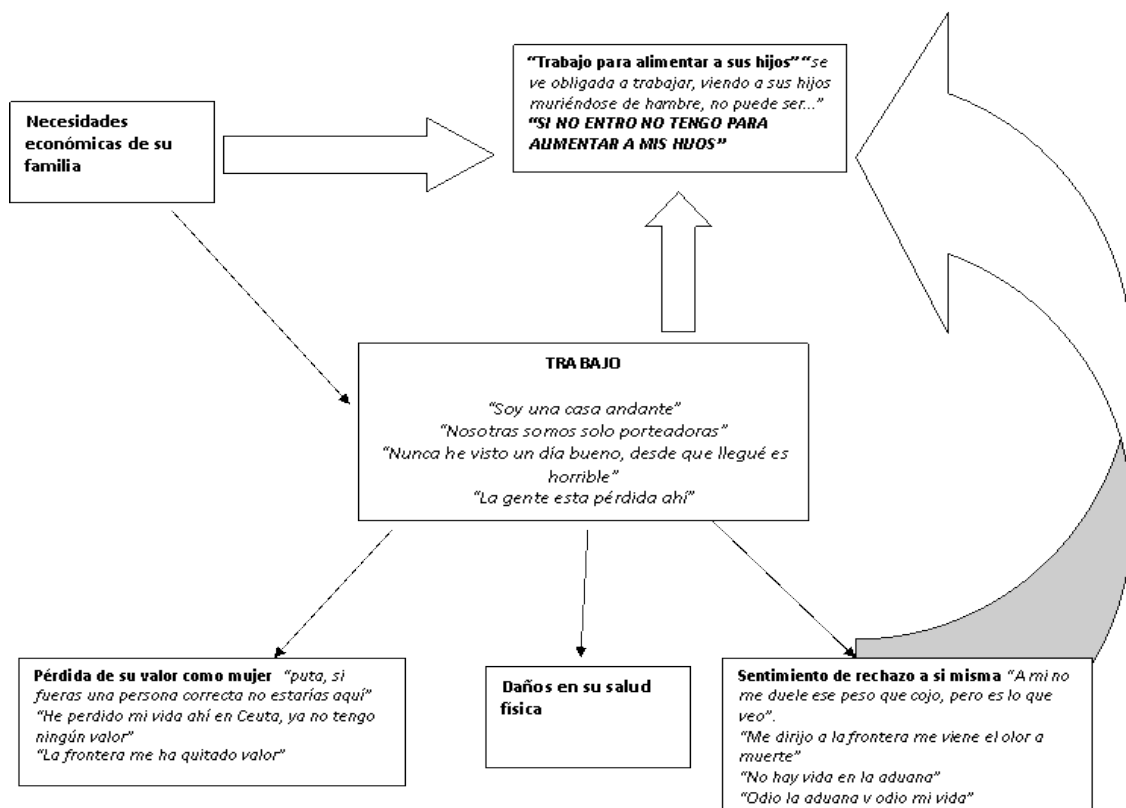 “Trabajo para alimentar a sus hijos” “se
ve obligada a trabajar, viendo a sus hijos
muriéndose de hambre, no puede ser...”
“SI NO ENTRO NO TENGO PARA
ALIMENTAR A MIS HIJOS”
Necesidades
económicas de su
familia
TRABAJO
“Soy una casa andante”
“Nosotras somos solo porteadoras”
“Nunca he visto un día bueno, desde que llegué es
horrible”
“La gente esta pérdida ahí”
Pérdida de su valor como mujer “puta, si
fueras una persona correcta no estarías aquí”
“He perdido mi vida ahí en Ceuta, ya no tengo
ningún valor”
“La frontera me ha quitado valor”
Daños en su salud
física
Sentimiento de rechazo a si misma “A mi no
me duele ese peso que cojo, pero es lo que
veo”.
“Me dirijo a la frontera me viene el olor a
muerte”
“No hay vida en la aduana”
“Odio la aduana y odio mi vida”